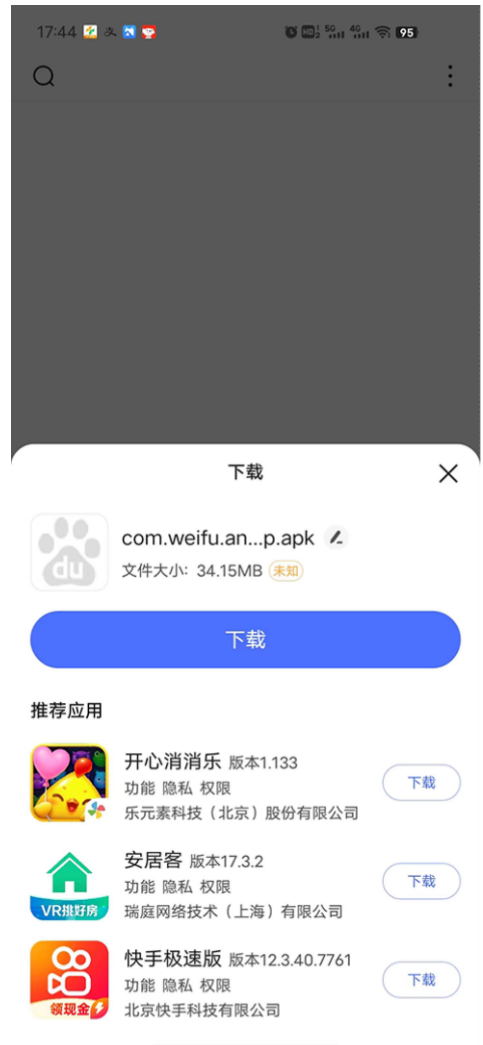 17:44 HD 5G 4G 95
下载
com.weifu.an...p.apk
文件大小: 34.15MB 未知
du
下载
推荐应用
开心消消乐 版本1.133
功能 隐私 权限
乐元素科技（北京）股份有限公司
下载
安居客 版本17.3.2
功能 隐私 权限
瑞庭网络技术（上海）有限公司
VR挑好房
下载
快手极速版 版本12.3.40.7761
功能 隐私 权限
北京快手科技有限公司
领现金
下载